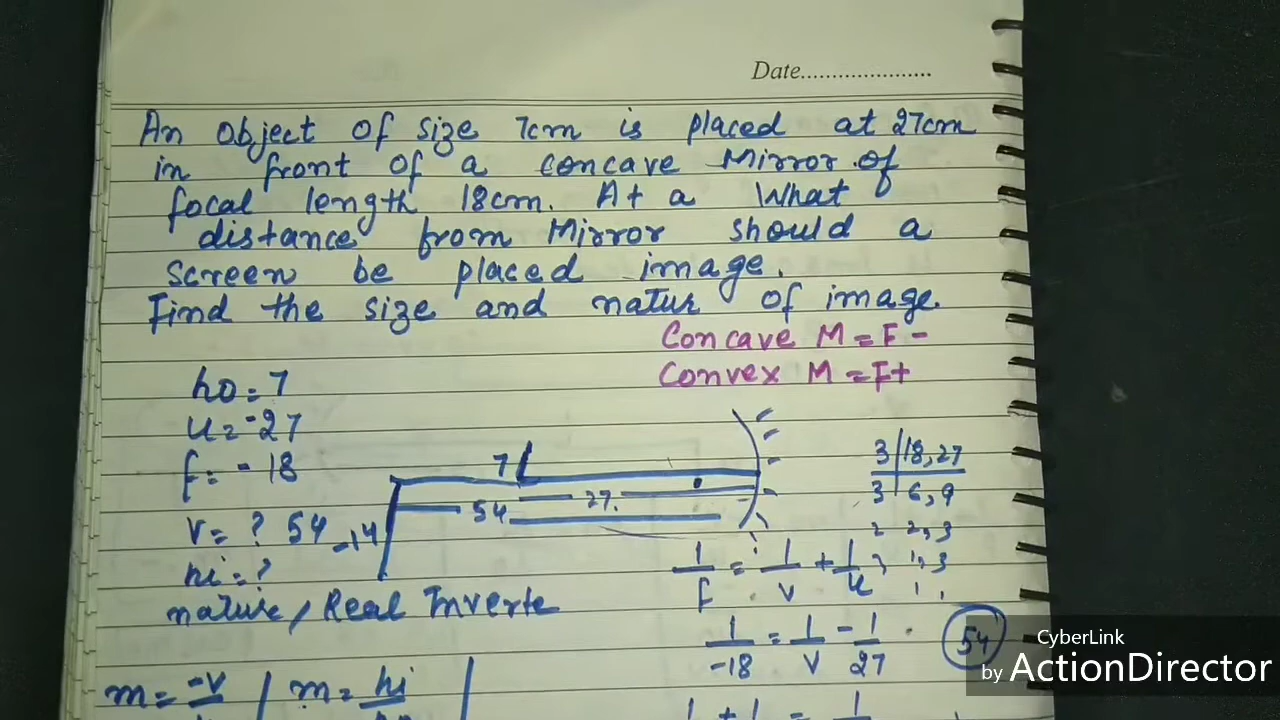 Date.....................
An object of size 7cm is placed at 27cm
in front of a concave Mirror of
focal length 18cm. At a What
distance from Mirror should a
screen be placed image.
Find the size and natur of image.
Concave M = F -
Convex M = F+
ho = 7
u = -27
f = - 18
v = ? 54
hi = ?
nature / Real Inverte
7
27.
54
-14
3 | 18, 27
3 | 6, 9
2 2, 3
3 1, 3
1, 
1/f = 1/v + 1/u
1/-18 = 1/v - 1/27
54
m = -v/ | m = hi/ |
CyberLink
by ActionDirector